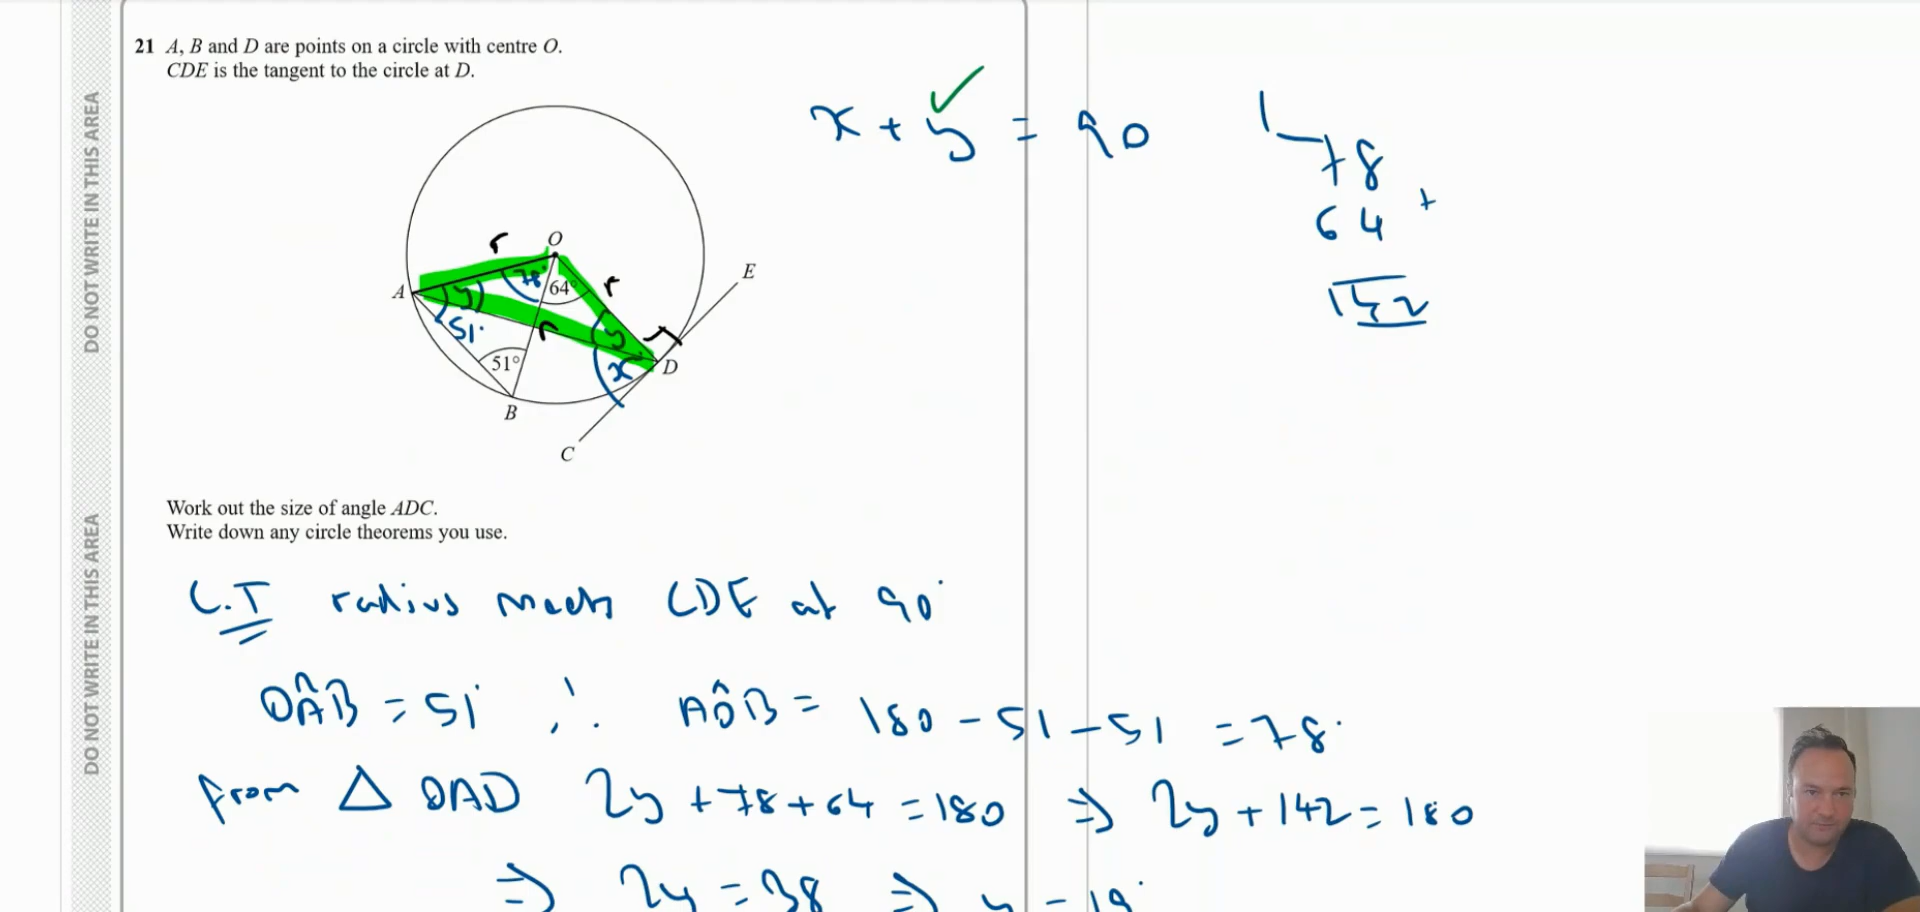 DO NOT WRITE IN THIS AREA
DO NOT WRITE IN THIS AREA
21 A, B and D are points on a circle with centre O.
CDE is the tangent to the circle at D.
x + y = 90
78
64 +
152
O
r
78°
64°
r
E
A
y
51°
r
y
D
51°
x
B
C
Work out the size of angle ADC.
Write down any circle theorems you use.
C.T radius meets CDE at 90°
OÂB = 51° ∴ AÔB = 180 - 51 - 51 = 78°
from △ OAD 2y + 78 + 64 = 180 ⇒ 2y + 142 = 180
⇒ 2y = 38 ⇒ y = 19°